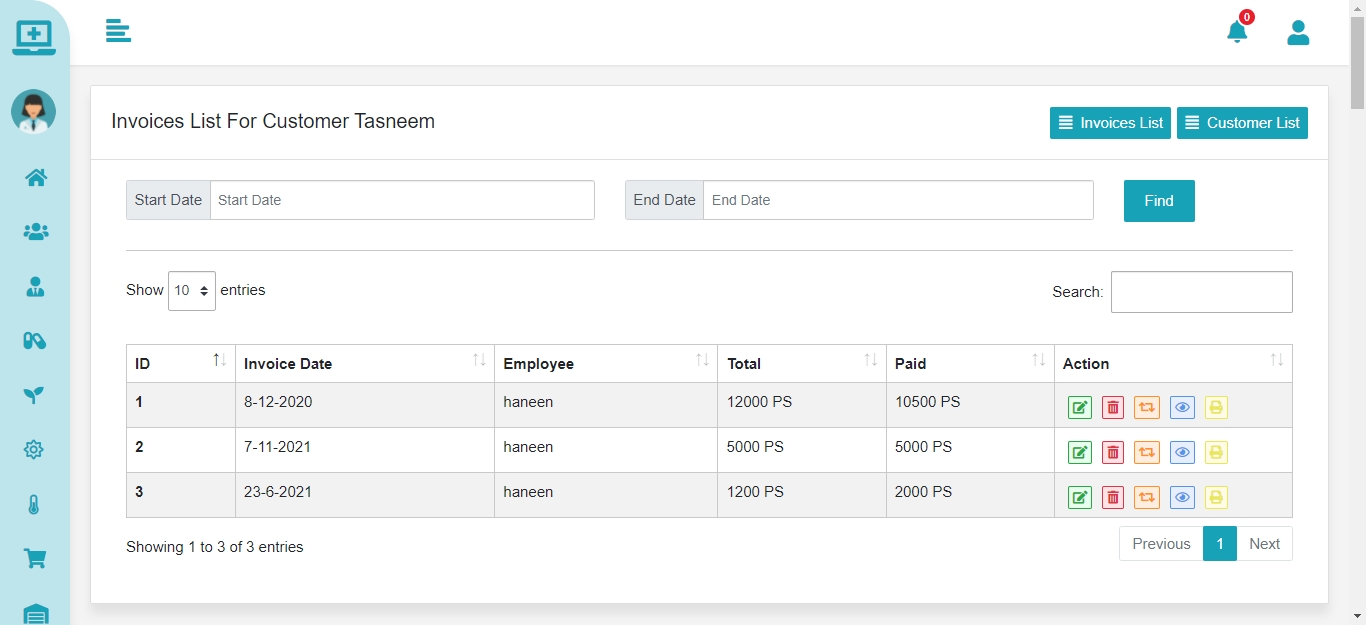 0
Invoices List For Customer Tasneem
Invoices List
Customer List
Start Date Start Date
End Date End Date
Find
Show 10 entries
Search:
ID Invoice Date Employee Total Paid Action
1 8-12-2020 haneen 12000 PS 10500 PS
2 7-11-2021 haneen 5000 PS 5000 PS
3 23-6-2021 haneen 1200 PS 2000 PS
Showing 1 to 3 of 3 entries
Previous 1 Next